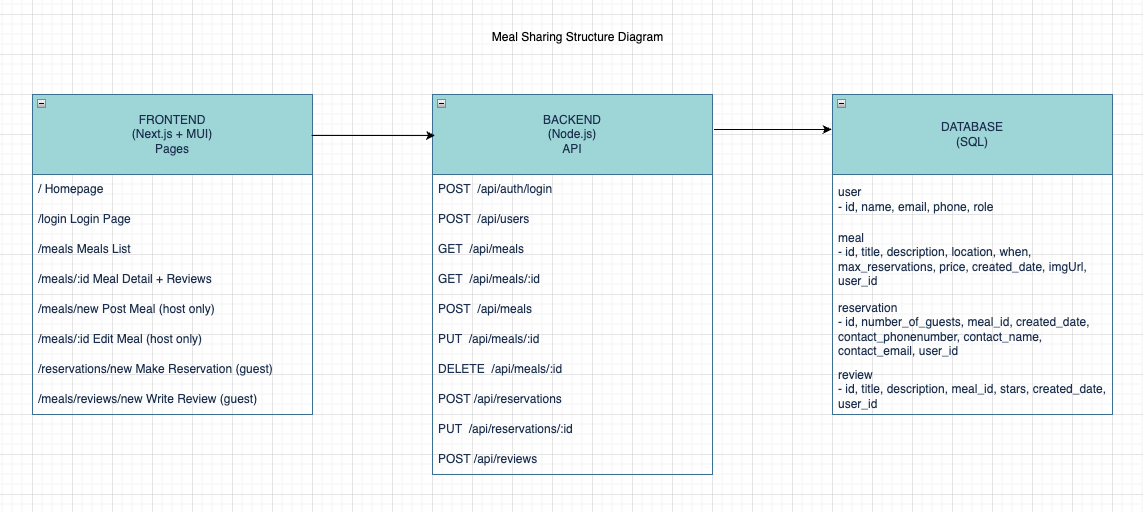 Meal Sharing Structure Diagram
FRONTEND
(Next.js + MUI)
Pages
/ Homepage
/login Login Page
/meals Meals List
/meals/:id Meal Detail + Reviews
/meals/new Post Meal (host only)
/meals/:id Edit Meal (host only)
/reservations/new Make Reservation (guest)
/meals/reviews/new Write Review (guest)
BACKEND
(Node.js)
API
POST  /api/auth/login
POST  /api/users
GET  /api/meals
GET  /api/meals/:id
POST  /api/meals
PUT  /api/meals/:id
DELETE  /api/meals/:id
POST /api/reservations
PUT  /api/reservations/:id
POST /api/reviews
DATABASE
(SQL)
user
- id, name, email, phone, role
meal
- id, title, description, location, when,
max_reservations, price, created_date, imgUrl,
user_id
reservation
- id, number_of_guests, meal_id, created_date,
contact_phonenumber, contact_name,
contact_email, user_id
review
- id, title, description, meal_id, stars, created_date,
user_id